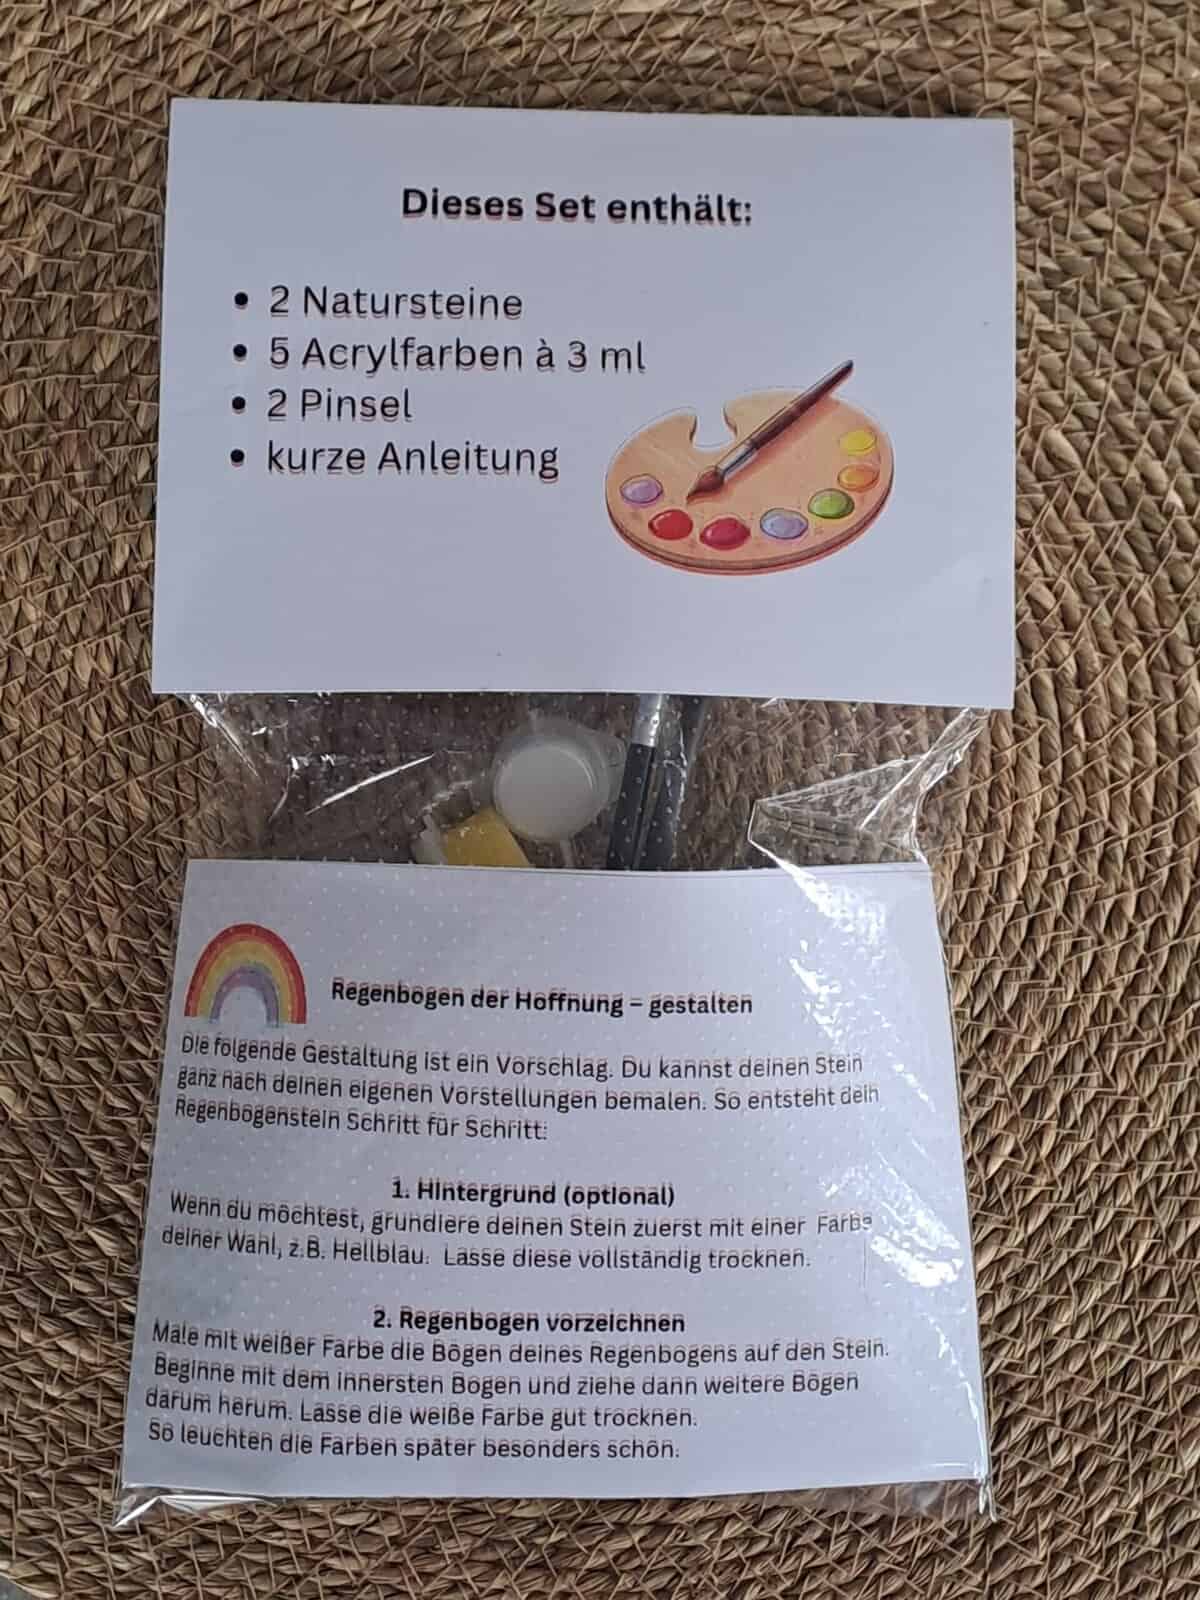 Dieses Set enthält:
• 2 Natursteine
• 5 Acrylfarben à 3 ml
• 2 Pinsel
• kurze Anleitung
Regenbogen der Hoffnung – gestalten
Die folgende Gestaltung ist ein Vorschlag. Du kannst deinen Stein
ganz nach deinen eigenen Vorstellungen bemalen. So entsteht dein
Regenbogenstein Schritt für Schritt:
1. Hintergrund (optional)
Wenn du möchtest, grundiere deinen Stein zuerst mit einer Farbe
deiner Wahl, z.B. Hellblau. Lasse diese vollständig trocknen.
2. Regenbogen vorzeichnen
Male mit weißer Farbe die Bögen deines Regenbogens auf den Stein.
Beginne mit dem innersten Bogen und ziehe dann weitere Bögen
darum herum. Lasse die weiße Farbe gut trocknen.
So leuchten die Farben später besonders schön.